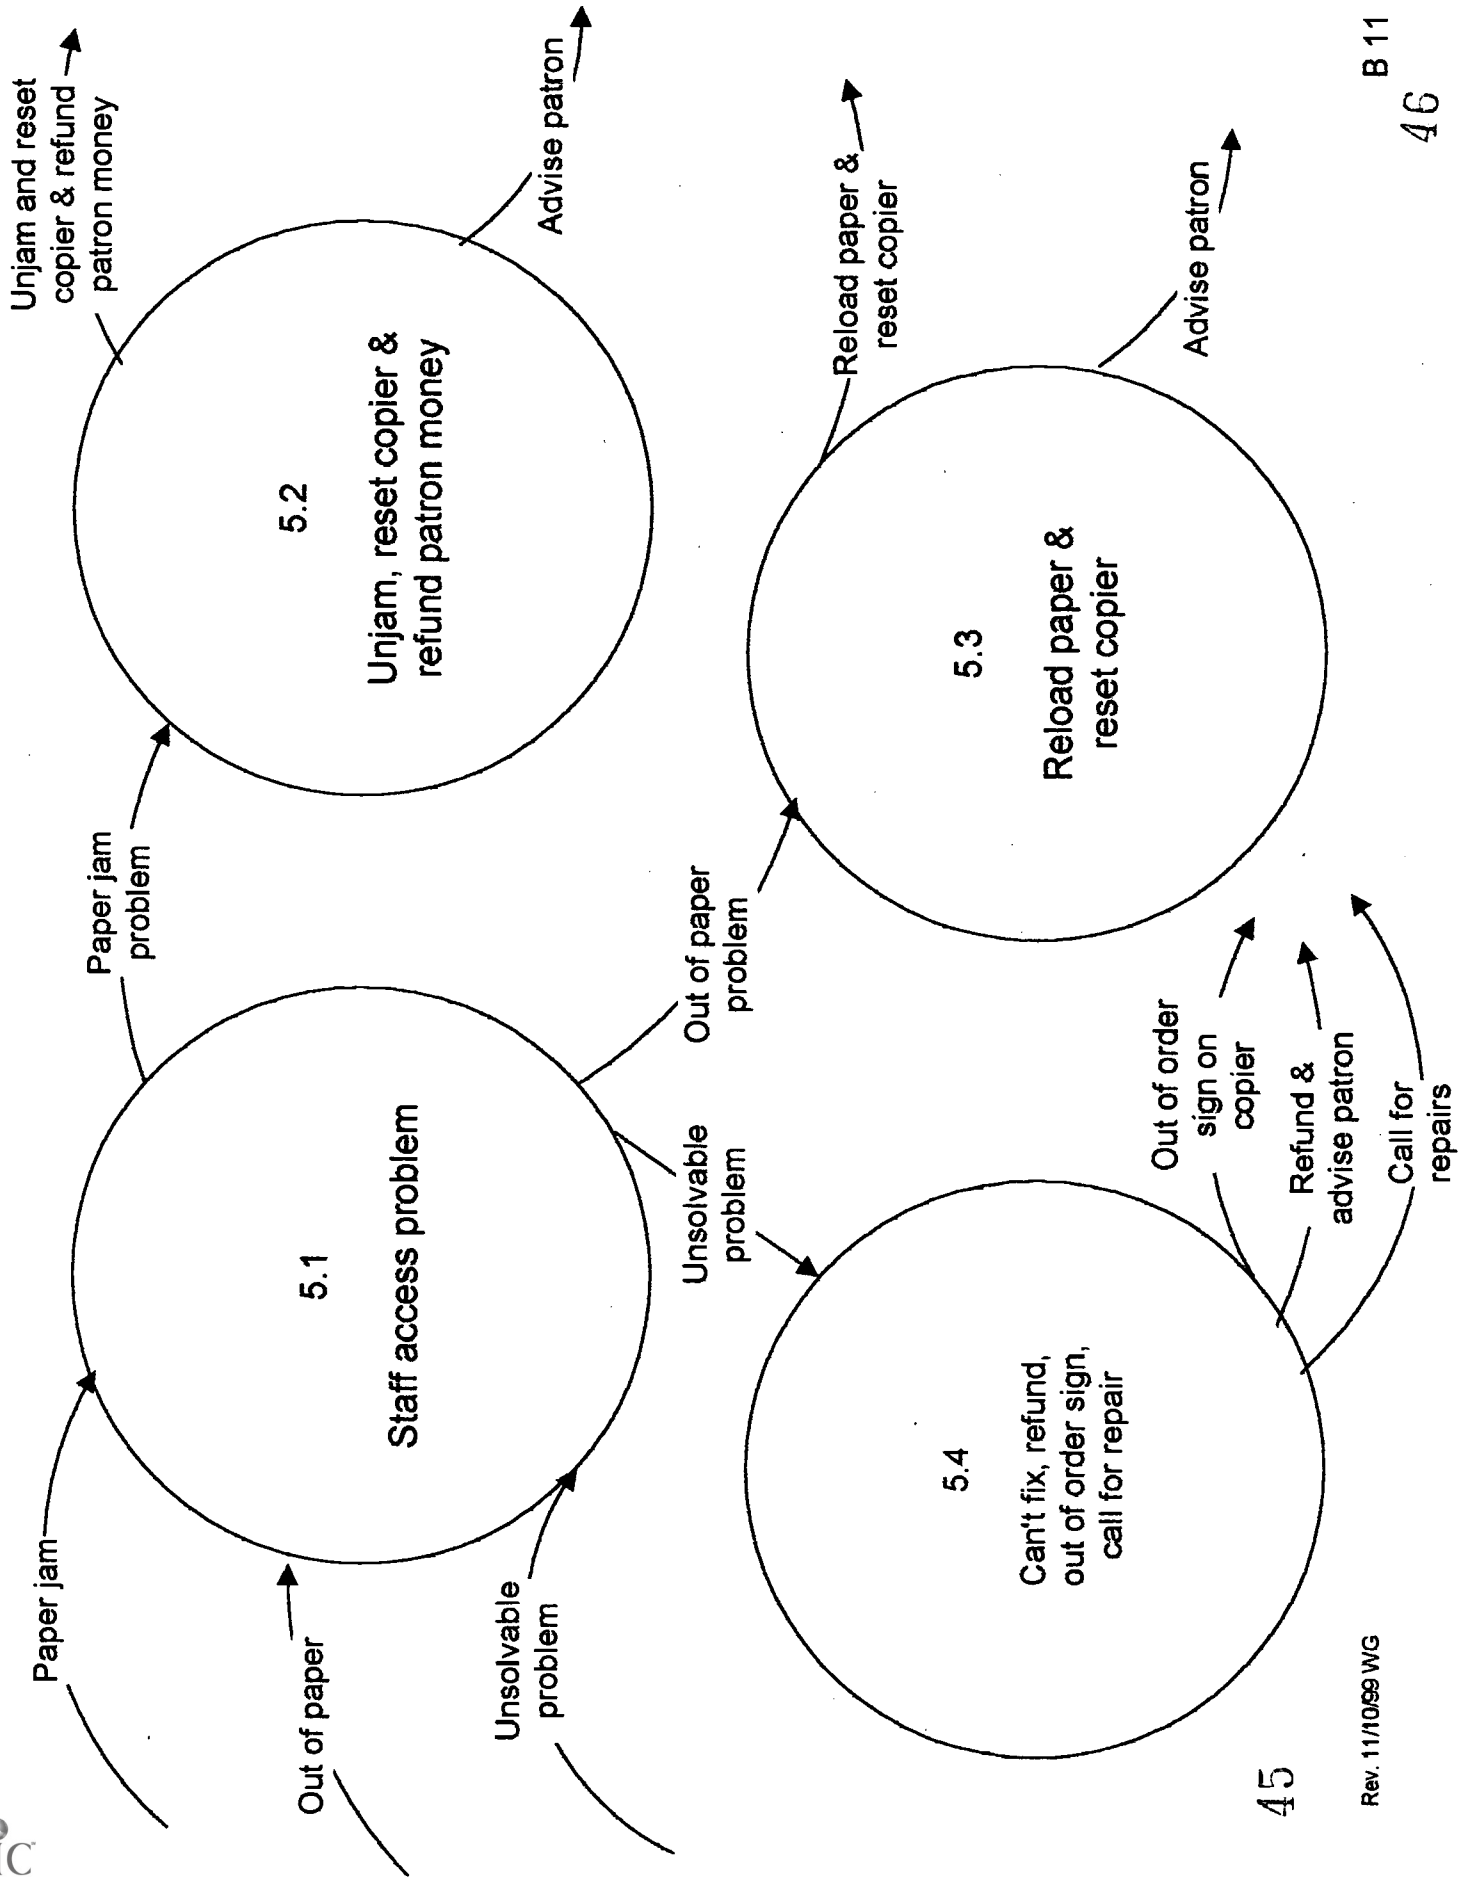 Paper jam
Out of paper
Unsolvable
problem
5.1
Staff access problem
Paper jam
problem
Out of paper
problem
Unsolvable
problem
5.2
Unjam, reset copier &
refund patron money
Unjam and reset
copier & refund
patron money
Advise patron
5.3
Reload paper &
reset copier
Reload paper &
reset copier
Advise patron
5.4
Can't fix, refund,
out of order sign,
call for repair
Out of order
sign on
copier
Refund &
advise patron
Call for
repairs
45
Rev. 11/10/99 WG
B 11
46